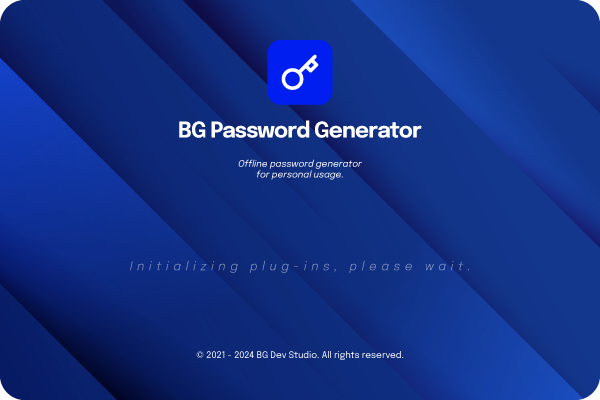 BG Password Generator
Offline password generator
for personal usage.
Initializing plug-ins, please wait.
© 2021 - 2024 BG Dev Studio. All rights reserved.